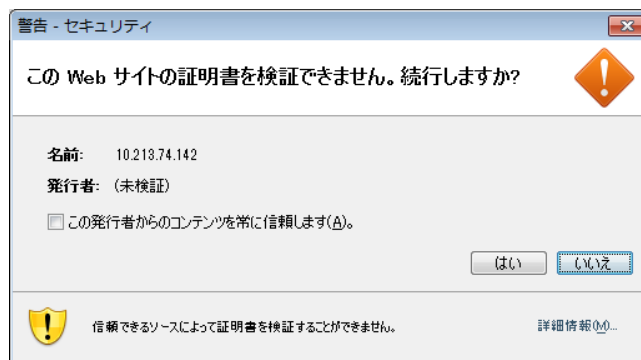 警告 - セキュリティ
この Web サイトの証明書を検証できません。続行しますか?
名前: 10.213.74.142
発行者: (未検証)
この発行者からのコンテンツを常に信頼します(A)。
はい いいえ
信頼できるソースによって証明書を検証することができません。 詳細情報(M)...